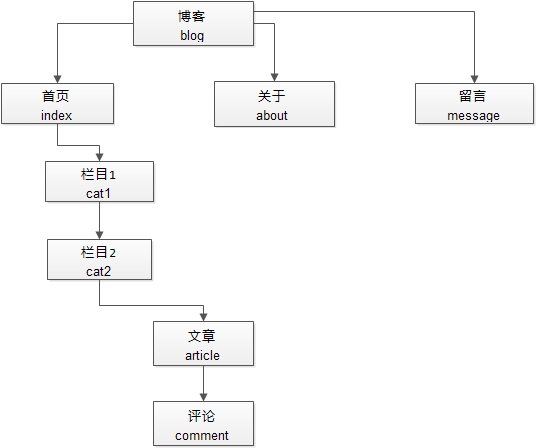 博客
blog
首页
index
关于
about
留言
message
栏目1
cat1
栏目2
cat2
文章
article
评论
comment